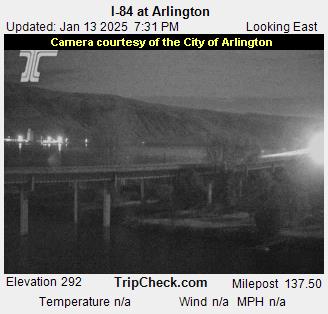 I-84 at Arlington
Updated: Jan 13 2025 7:31 PM Looking East
Camera courtesy of the City of Arlington
Elevation 292 TripCheck.com Milepost 137.50
Temperature n/a Wind n/a MPH n/a